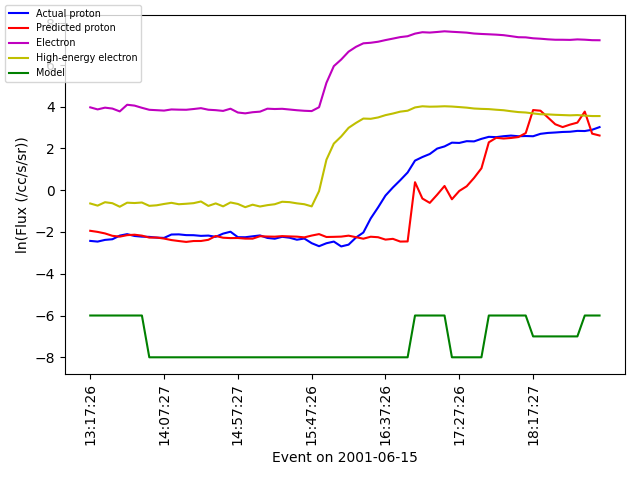 Actual proton
Predicted proton
Electron
High-energy electron
Model
4
2
0
−2
−4
−6
−8
ln(Flux (/cc/s/sr))
13:17:26
14:07:27
14:57:27
15:47:26
16:37:26
17:27:26
18:17:27
Event on 2001-06-15